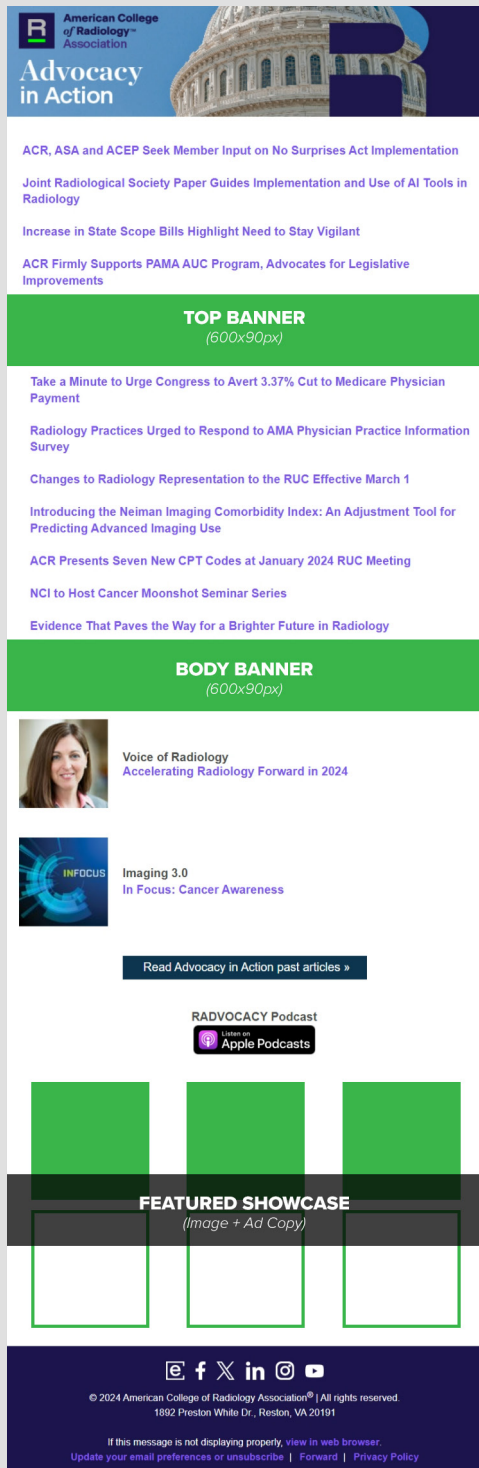 R
American College
of Radiology™
Association
Advocacy
in Action
ACR, ASA and ACEP Seek Member Input on No Surprises Act Implementation
Joint Radiological Society Paper Guides Implementation and Use of AI Tools in
Radiology
Increase in State Scope Bills Highlight Need to Stay Vigilant
ACR Firmly Supports PAMA AUC Program, Advocates for Legislative
Improvements
TOP BANNER
(600x90px)
Take a Minute to Urge Congress to Avert 3.37% Cut to Medicare Physician
Payment
Radiology Practices Urged to Respond to AMA Physician Practice Information
Survey
Changes to Radiology Representation to the RUC Effective March 1
Introducing the Neiman Imaging Comorbidity Index: An Adjustment Tool for
Predicting Advanced Imaging Use
ACR Presents Seven New CPT Codes at January 2024 RUC Meeting
NCI to Host Cancer Moonshot Seminar Series
Evidence That Paves the Way for a Brighter Future in Radiology
BODY BANNER
(600x90px)
Voice of Radiology
Accelerating Radiology Forward in 2024
INFOCUS
Imaging 3.0
In Focus: Cancer Awareness
Read Advocacy in Action past articles »
RADVOCACY Podcast
Listen on
Apple Podcasts
FEATURED SHOWCASE
(Image + Ad Copy)
© 2024 American College of Radiology Association® | All rights reserved.
1892 Preston White Dr., Reston, VA 20191
If this message is not displaying properly, view in web browser.
Update your email preferences or unsubscribe | Forward | Privacy Policy